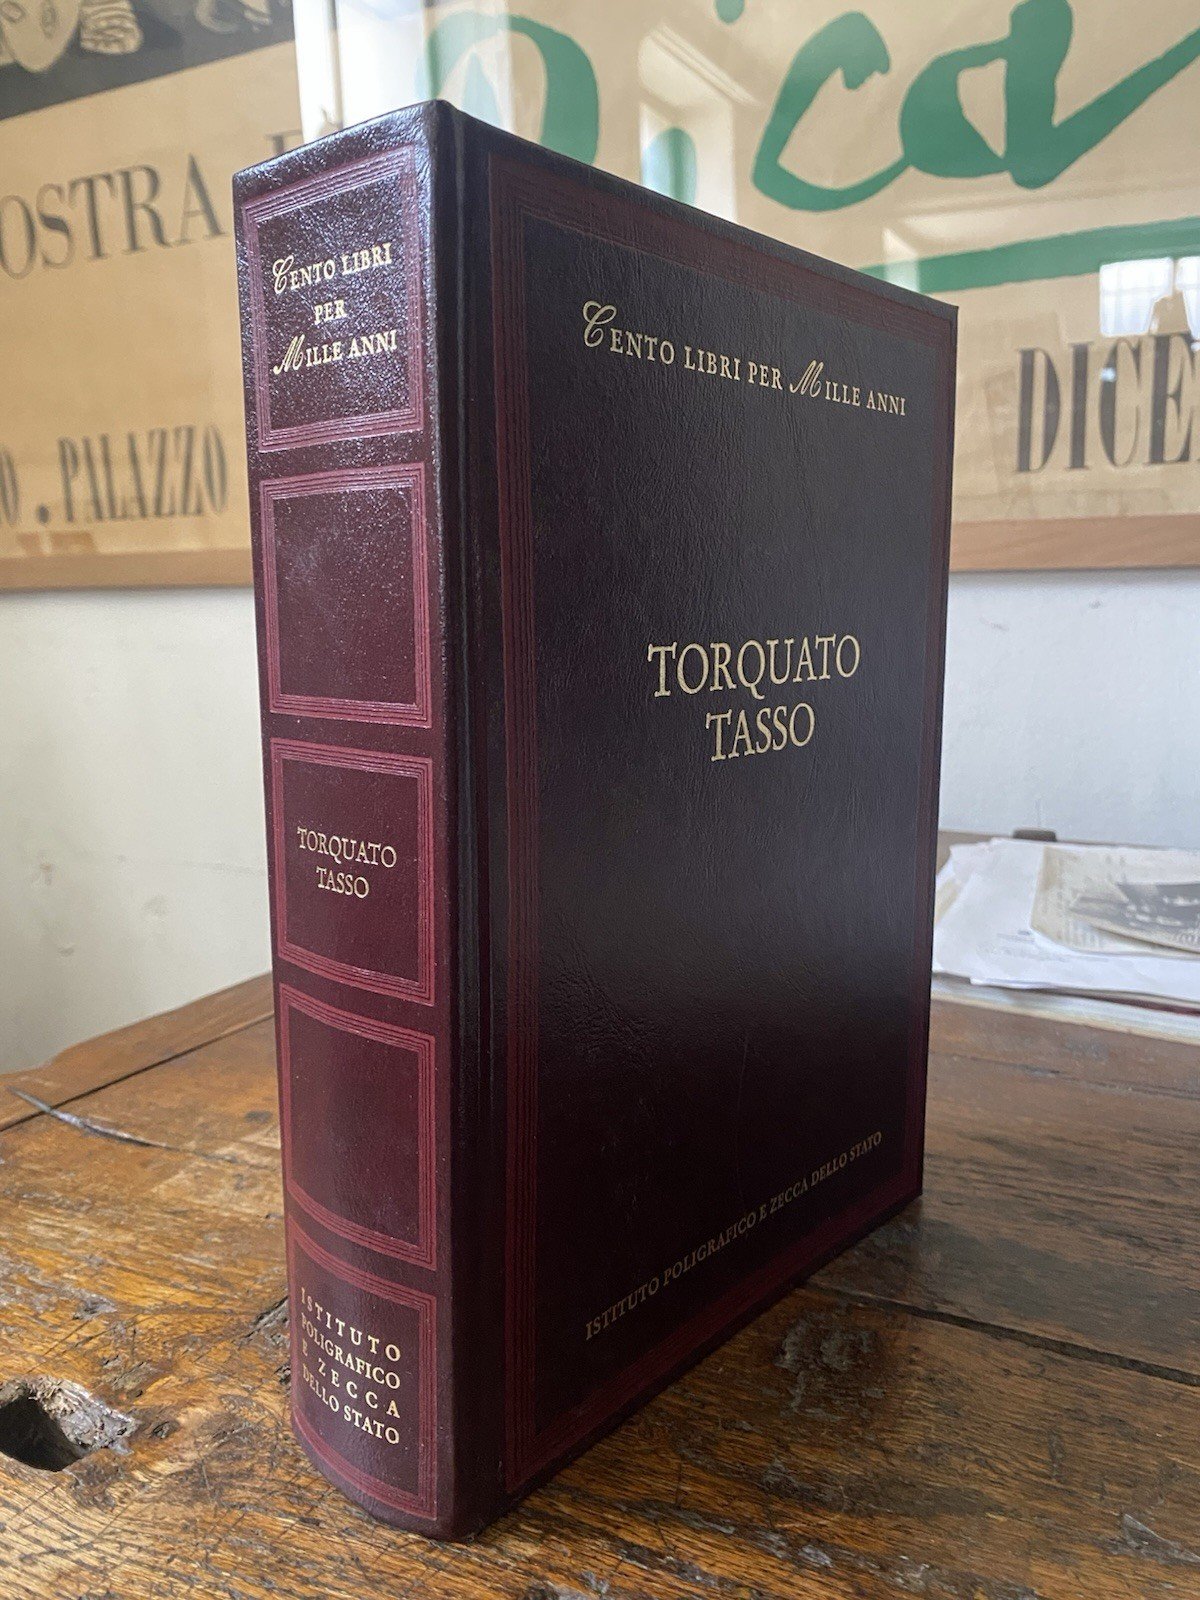 OSTRA
O . PALAZZO
Pica
DICE
CENTO LIBRI
PER
MILLE ANNI
TORQUATO
TASSO
ISTITUTO
POLIGRAFICO
E ZECCA
DELLO STATO
CENTO LIBRI PER MILLE ANNI
TORQUATO
TASSO
ISTITUTO POLIGRAFICO E ZECCA DELLO STATO